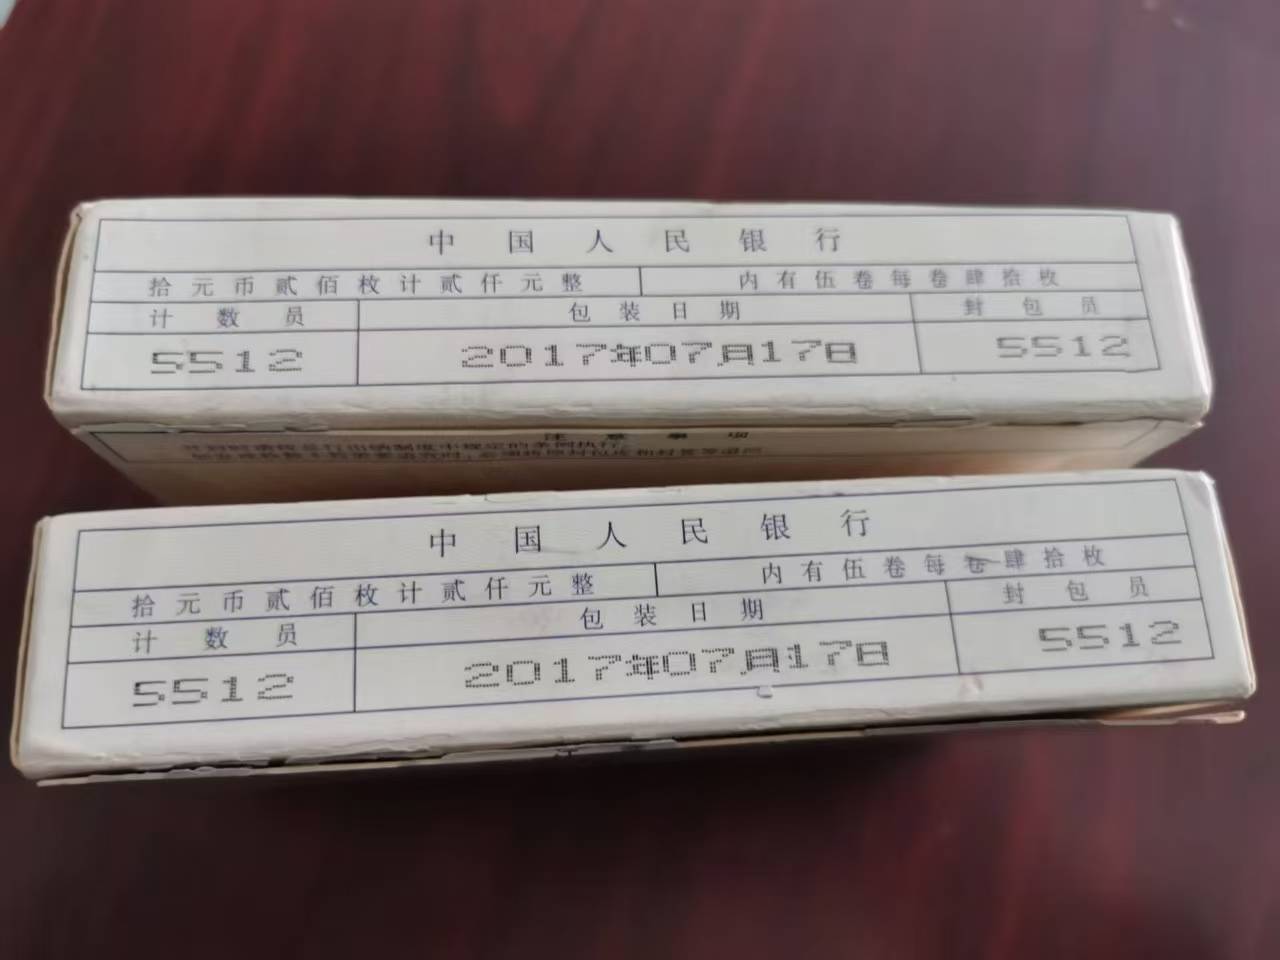 中国人民银行
拾元币贰佰枚计贰仟元整 内有伍卷每卷肆拾枚
计数员 包装日期 封包员
5512 2017年07月17日 5512
注意事项
中国人民银行
拾元币贰佰枚计贰仟元整 内有伍卷每卷肆拾枚
计数员 包装日期 封包员
5512 2017年07月17日 5512